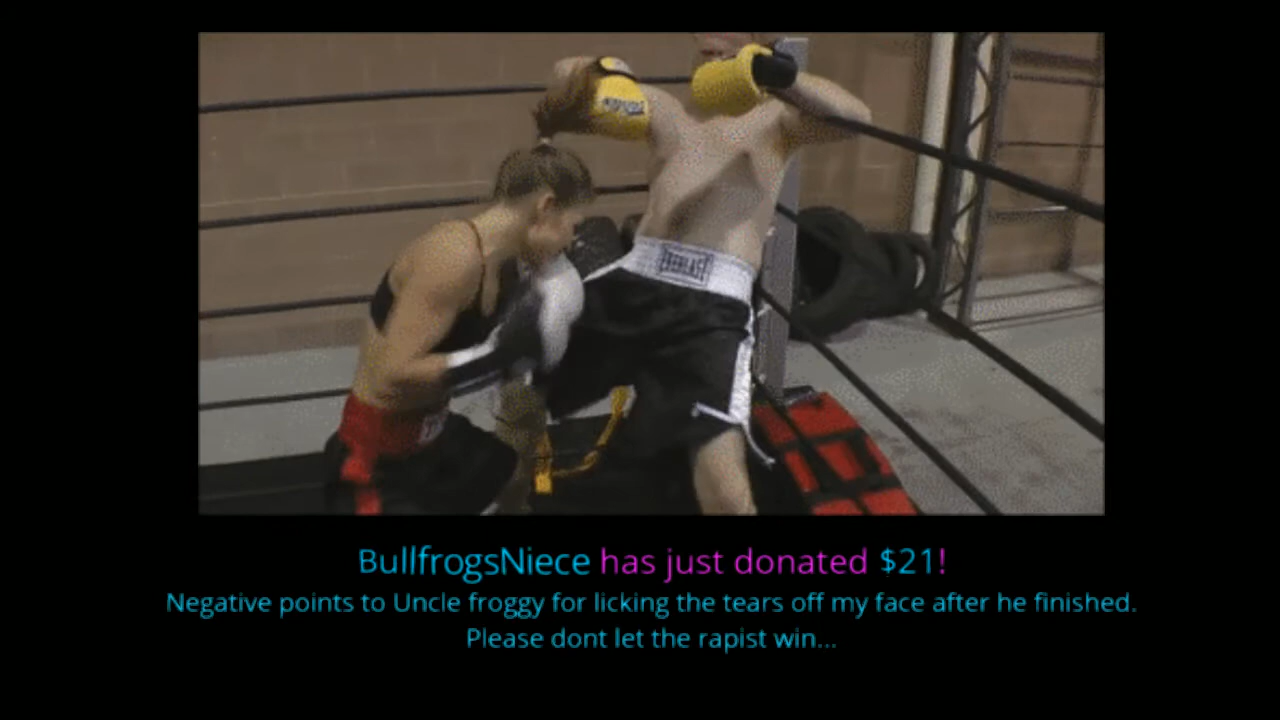 EVERLAST
BullfrogsNiece has just donated $21!
Negative points to Uncle froggy for licking the tears off my face after he finished.
Please dont let the rapist win...